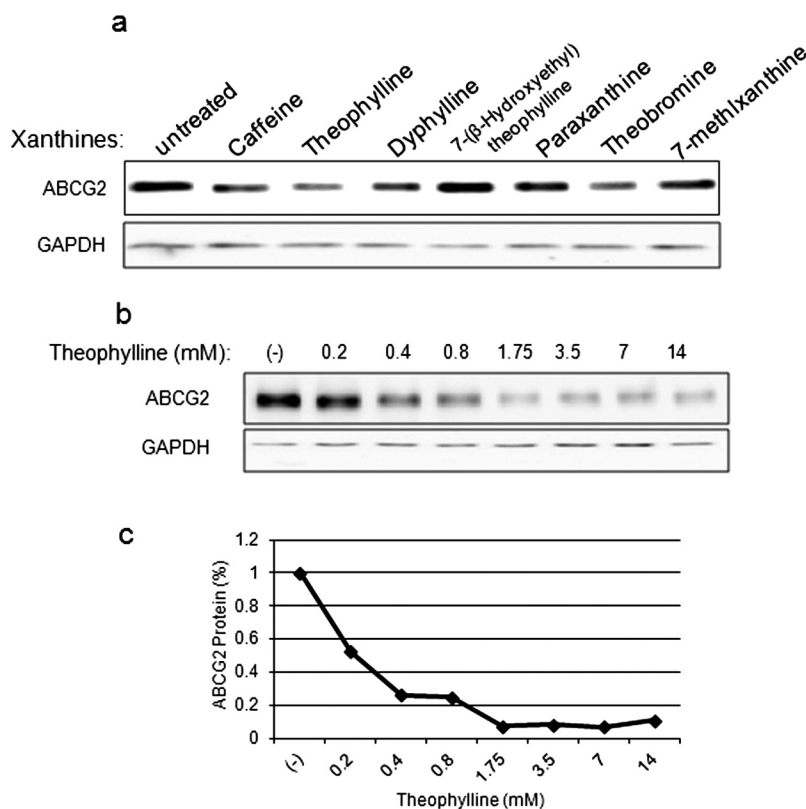 a
Xanthines: untreated Caffeine Theophylline Dyphylline 7-(β-Hydroxyethyl) theophylline Paraxanthine Theobromine 7-methlxanthine
ABCG2
GAPDH
b
Theophylline (mM): (-) 0.2 0.4 0.8 1.75 3.5 7 14
ABCG2
GAPDH
c
ABCG2 Protein (%)
1.2
1
0.8
0.6
0.4
0.2
0
(-) 0.2 0.4 0.8 1.75 3.5 7 14
Theophylline (mM)